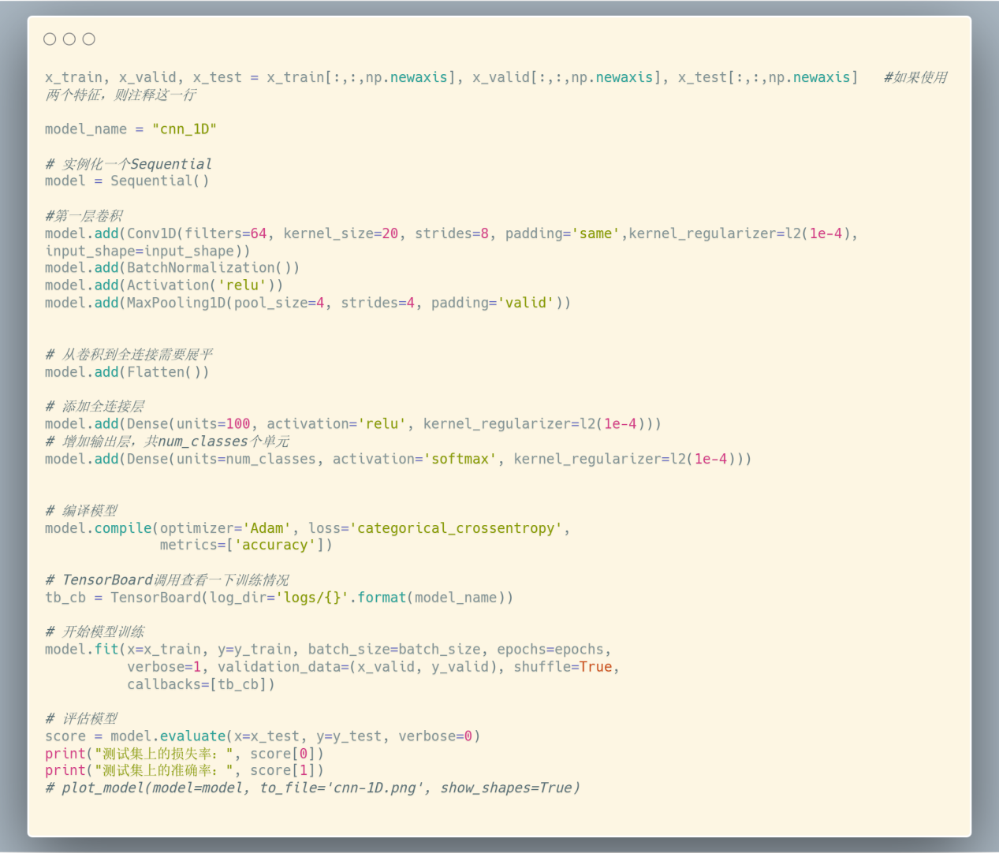 x_train, x_valid, x_test = x_train[:,:,np.newaxis], x_valid[:,:,np.newaxis], x_test[:,:,np.newaxis]   #如果使用
两个特征，则注释这一行
model_name = "cnn_1D"
# 实例化一个Sequential
model = Sequential()
#第一层卷积
model.add(Conv1D(filters=64, kernel_size=20, strides=8, padding='same',kernel_regularizer=l2(1e-4),
input_shape=input_shape))
model.add(BatchNormalization())
model.add(Activation('relu'))
model.add(MaxPooling1D(pool_size=4, strides=4, padding='valid'))
# 从卷积到全连接需要展平
model.add(Flatten())
# 添加全连接层
model.add(Dense(units=100, activation='relu', kernel_regularizer=l2(1e-4)))
# 增加输出层，共num_classes个单元
model.add(Dense(units=num_classes, activation='softmax', kernel_regularizer=l2(1e-4)))
# 编译模型
model.compile(optimizer='Adam', loss='categorical_crossentropy',
              metrics=['accuracy'])
# TensorBoard调用查看一下训练情况
tb_cb = TensorBoard(log_dir='logs/{}'.format(model_name))
# 开始模型训练
model.fit(x=x_train, y=y_train, batch_size=batch_size, epochs=epochs,
          verbose=1, validation_data=(x_valid, y_valid), shuffle=True,
          callbacks=[tb_cb])
# 评估模型
score = model.evaluate(x=x_test, y=y_test, verbose=0)
print("测试集上的损失率：", score[0])
print("测试集上的准确率：", score[1])
# plot_model(model=model, to_file='cnn-1D.png', show_shapes=True)